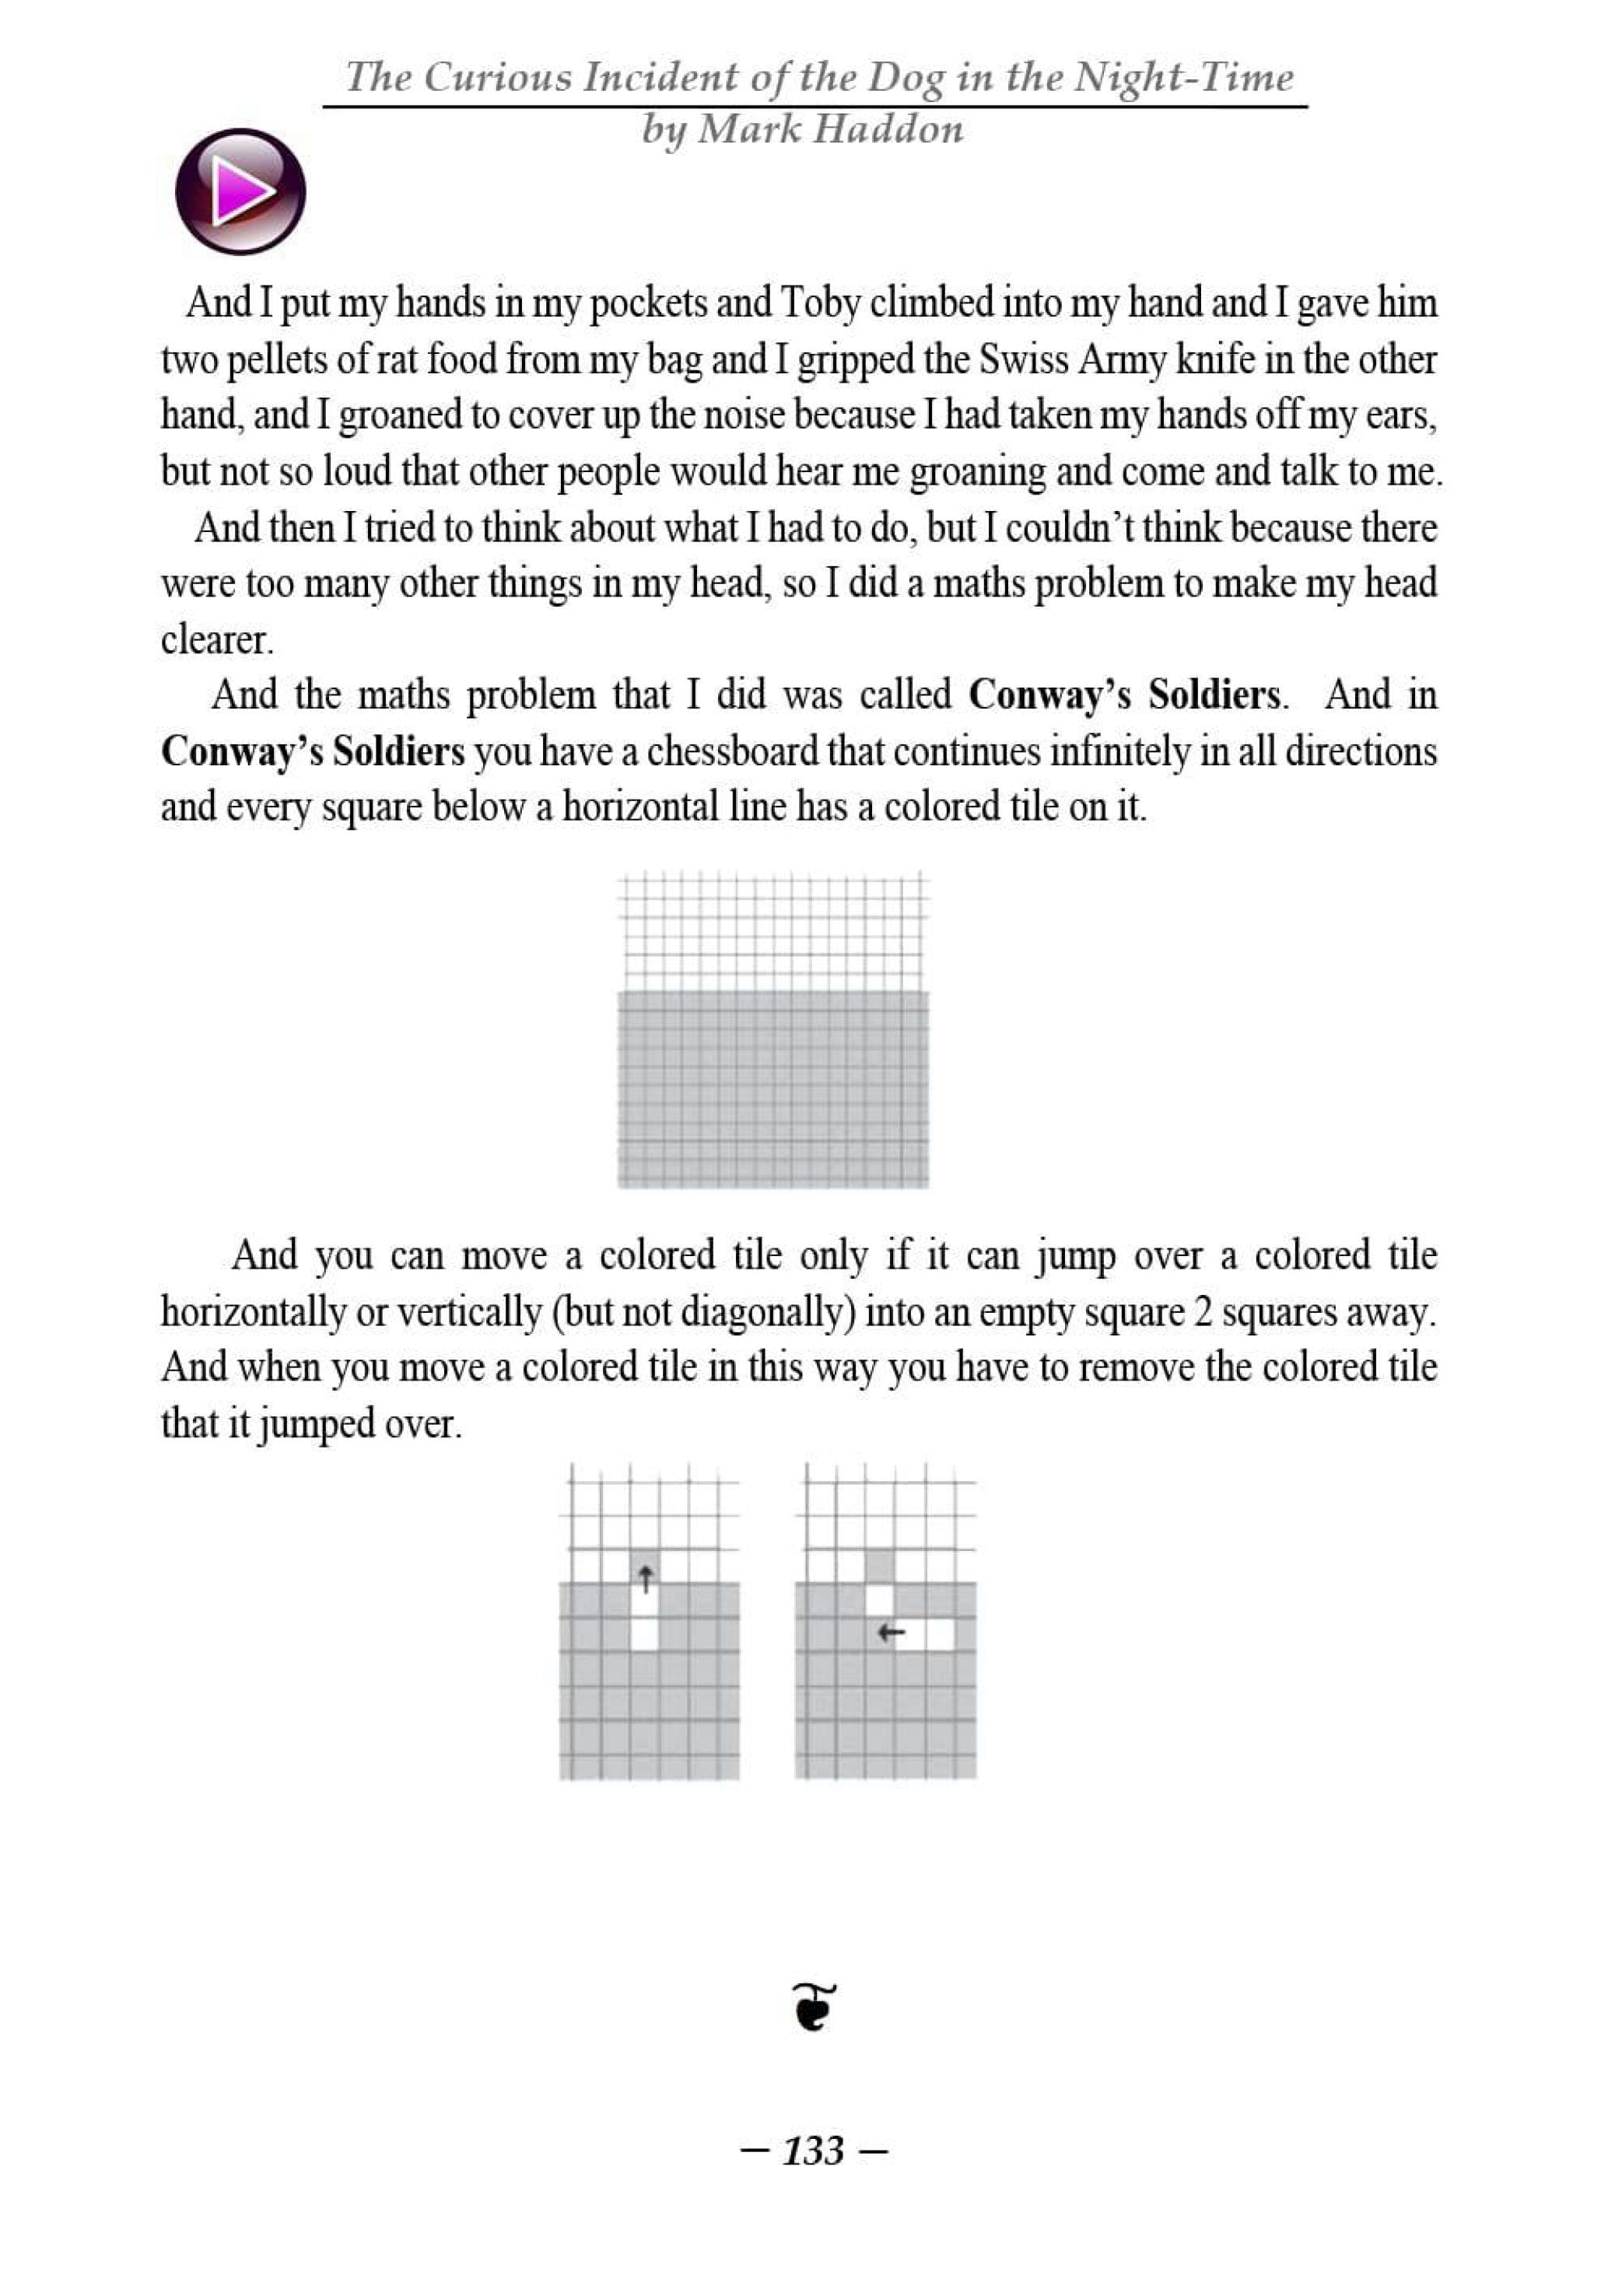 The Curious Incident of the Dog in the Night-Time
by Mark Haddon
And I put my hands in my pockets and Toby climbed into my hand and I gave him
two pellets of rat food from my bag and I gripped the Swiss Army knife in the other
hand, and I groaned to cover up the noise because I had taken my hands off my ears,
but not so loud that other people would hear me groaning and come and talk to me.
And then I tried to think about what I had to do, but I couldn’t think because there
were too many other things in my head, so I did a maths problem to make my head
clearer.
And the maths problem that I did was called Conway’s Soldiers. And in
Conway’s Soldiers you have a chessboard that continues infinitely in all directions
and every square below a horizontal line has a colored tile on it.
And you can move a colored tile only if it can jump over a colored tile
horizontally or vertically (but not diagonally) into an empty square 2 squares away.
And when you move a colored tile in this way you have to remove the colored tile
that it jumped over.
— 133 —